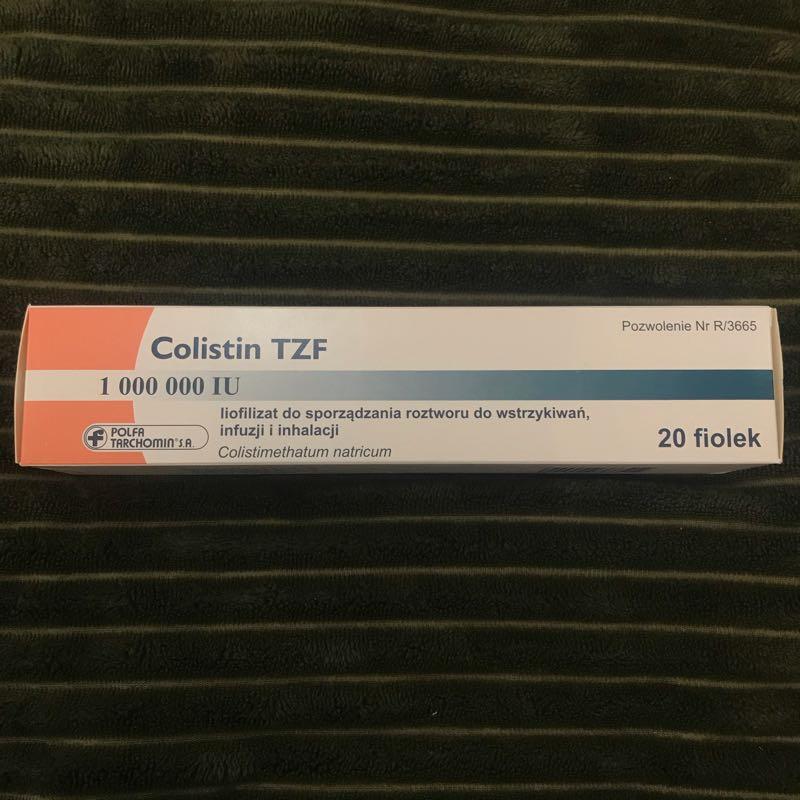 Pozwolenie Nr R/3665
Colistin TZF
1 000 000 IU
liofilizat do sporządzania roztworu do wstrzykiwań,
infuzji i inhalacji
Colistimethatum natricum
POLFA
TARCHOMIN S.A.
20 fiolek